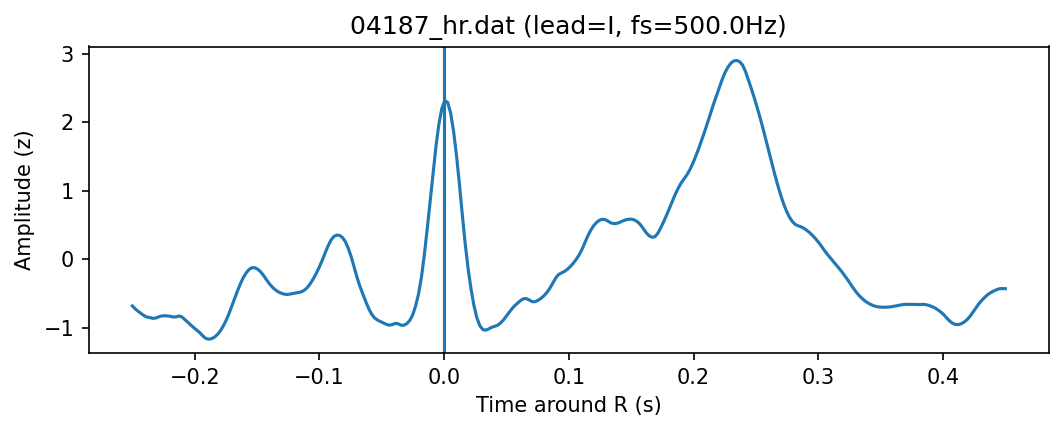 04187_hr.dat (lead=I, fs=500.0Hz)
Amplitude (z)
3
2
1
0
−1
−0.2 −0.1 0.0 0.1 0.2 0.3 0.4
Time around R (s)